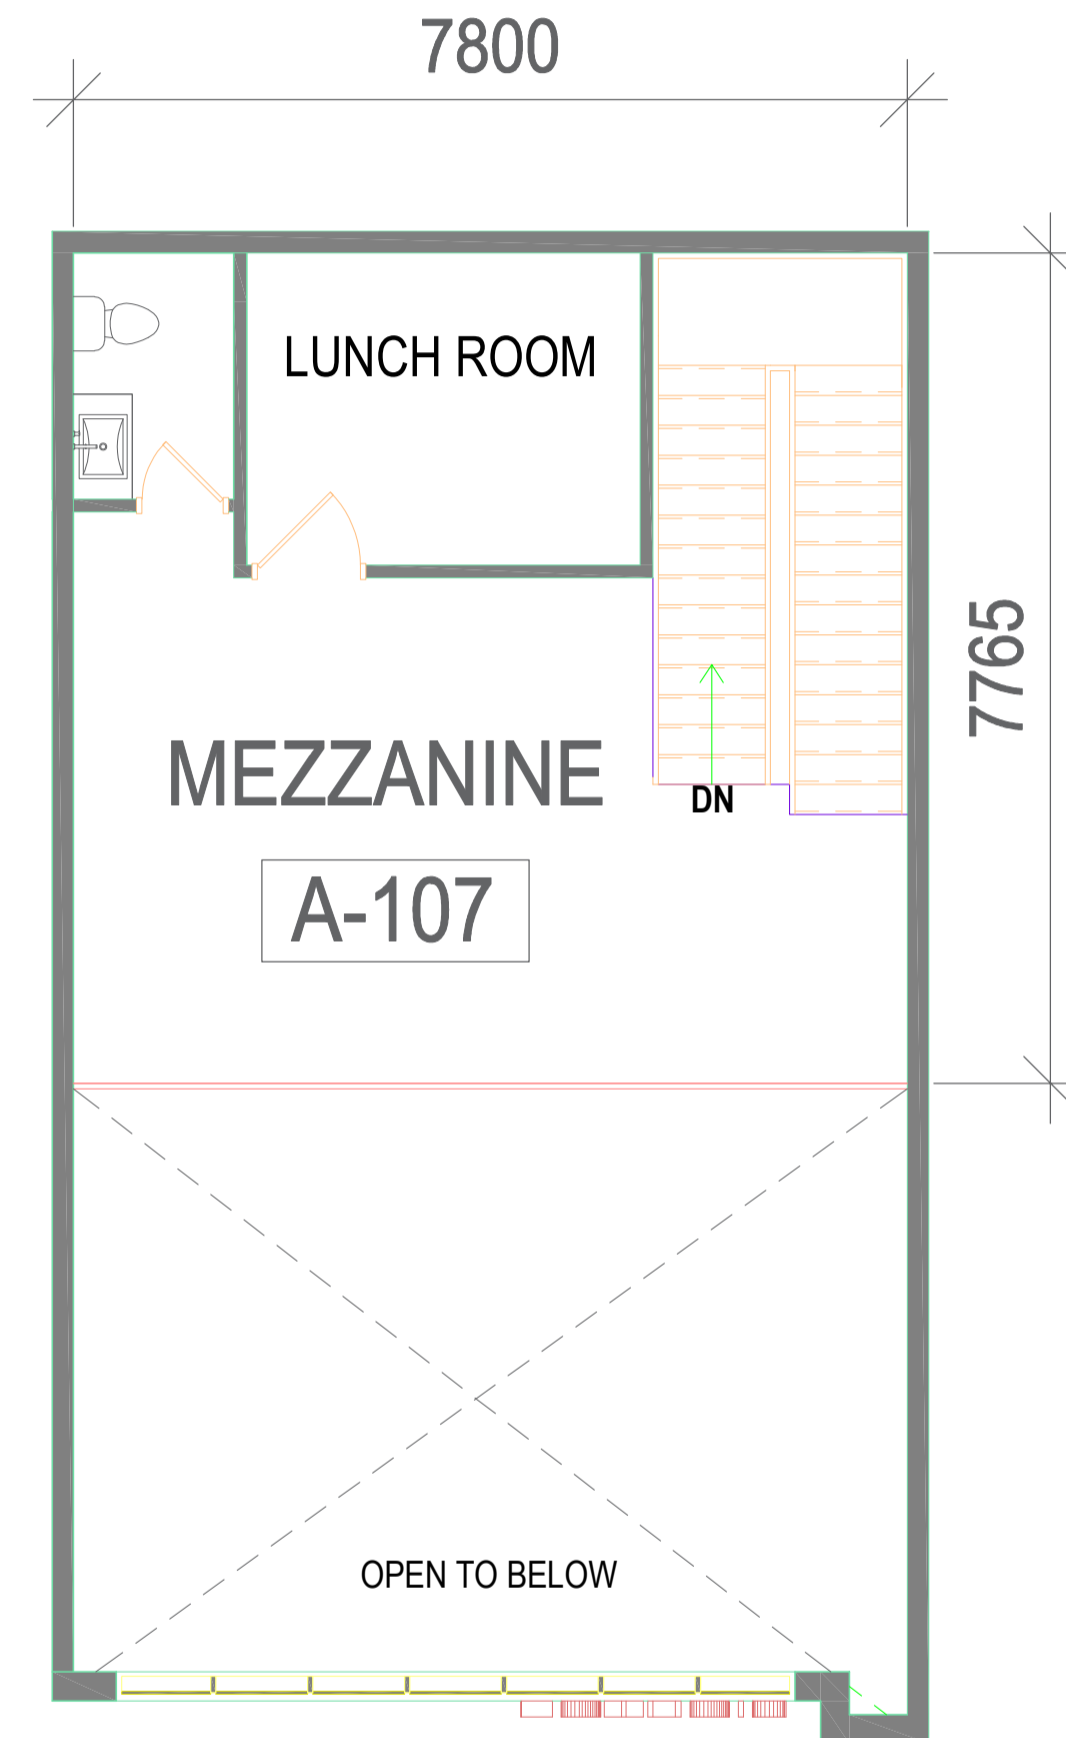 7800
LUNCH ROOM
7765
MEZZANINE
DN
A-107
OPEN TO BELOW